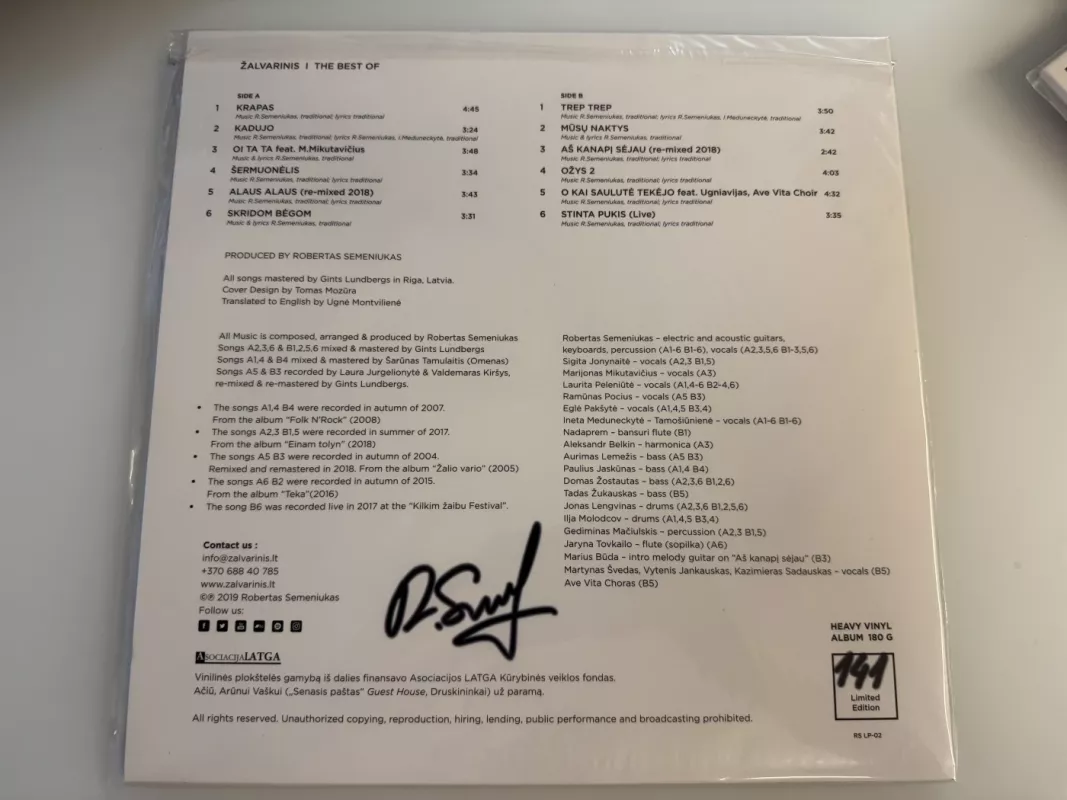 ŽALVARINIS I THE BEST OF
SIDE A
1 KRAPAS 4:45
Music R.Semeniukas, traditional; lyrics traditional
2 KADUJO 3:24
Music R.Semeniukas, traditional; lyrics R.Semeniukas, I.Meduneckytė, traditional
3 OI TA TA feat. M.Mikutavičius 3:48
Music & lyrics R.Semeniukas, traditional
4 ŠERMUONĖLIS 3:34
Music R.Semeniukas, traditional; lyrics traditional
5 ALAUS ALAUS (re-mixed 2018) 3:43
Music R.Semeniukas, traditional; lyrics traditional
6 SKRIDOM BĖGOM 3:31
Music & lyrics R.Semeniukas, traditional
SIDE B
1 TREP TREP 3:50
Music R.Semeniukas, traditional; lyrics R.Semeniukas, I.Meduneckytė, traditional
2 MŪSŲ NAKTYS 3:42
Music & lyrics R.Semeniukas, traditional
3 AŠ KANAPĮ SĖJAU (re-mixed 2018) 2:42
Music R.Semeniukas, traditional; lyrics traditional
4 OŽYS 2 4:03
Music R.Semeniukas, traditional; lyrics traditional
5 O KAI SAULUTĖ TEKĖJO feat. Ugniavijas, Ave Vita Choir 4:32
Music R.Semeniukas, traditional; lyrics traditional
6 STINTA PUKIS (Live) 3:35
Music R.Semeniukas, traditional; lyrics traditional
PRODUCED BY ROBERTAS SEMENIUKAS
All songs mastered by Gints Lundbergs in Riga, Latvia.
Cover Design by Tomas Mozūra
Translated to English by Ugnė Montvilienė
All Music is composed, arranged & produced by Robertas Semeniukas
Songs A2,3,6 & B1,2,5,6 mixed & mastered by Gints Lundbergs
Songs A1,4 & B4 mixed & mastered by Šarūnas Tamulaitis (Omenas)
Songs A5 & B3 recorded by Laura Jurgelionytė & Valdemaras Kiršys,
re-mixed & re-mastered by Gints Lundbergs.
• The songs A1,4 B4 were recorded in autumn of 2007.
From the album "Folk N'Rock" (2008)
• The songs A2,3 B1,5 were recorded in summer of 2017.
From the album "Einam tolyn" (2018)
• The songs A5 B3 were recorded in autumn of 2004.
Remixed and remastered in 2018. From the album "Žalio vario" (2005)
• The songs A6 B2 were recorded in autumn of 2015.
From the album "Teka"(2016)
• The song B6 was recorded live in 2017 at the "Kilkim žaibu Festival".
Robertas Semeniukas – electric and acoustic guitars,
keyboards, percussion (A1-6 B1-6), vocals (A2,3,5,6 B1-3,5,6)
Sigita Jonynaitė - vocals (A2,3 B1,5)
Marijonas Mikutavičius - vocals (A3)
Laurita Peleniūtė - vocals (A1,4-6 B2-4,6)
Ramūnas Pocius - vocals (A5 B3)
Eglė Pakšytė - vocals (A1,4,5 B3,4)
Ineta Meduneckytė - Tamošiūnienė - vocals (A1-6 B1-6)
Nadaprem - bansuri flute (B1)
Aleksandr Belkin - harmonica (A3)
Aurimas Lemežis - bass (A5 B3)
Paulius Jaskūnas - bass (A1,4 B4)
Domas Žostautas - bass (A2,3,6 B1,2,6)
Tadas Žukauskas - bass (B5)
Jonas Lengvinas - drums (A2,3,6 B1,2,5,6)
Ilja Molodcov - drums (A1,4,5 B3,4)
Gediminas Mačiulskis - percussion (A2,3 B1,5)
Jaryna Tovkailo - flute (sopilka) (A6)
Marius Būda - intro melody guitar on "Aš kanapį sėjau" (B3)
Martynas Švedas, Vytenis Jankauskas, Kazimieras Sadauskas - vocals (B5)
Ave Vita Choras (B5)
Contact us :
info@zalvarinis.lt
+370 688 40 785
www.zalvarinis.lt
©℗ 2019 Robertas Semeniukas
Follow us:
ASOCIACIJA LATGA
Vinilinės plokštelės gamybą iš dalies finansavo Asociacijos LATGA Kūrybinės veiklos fondas.
Ačiū, Arūnui Vaškui („Senasis paštas" Guest House, Druskininkai) už paramą.
All rights reserved. Unauthorized copying, reproduction, hiring, lending, public performance and broadcasting prohibited.
HEAVY VINYL
ALBUM 180 G
141
Limited
Edition
RS LP-02